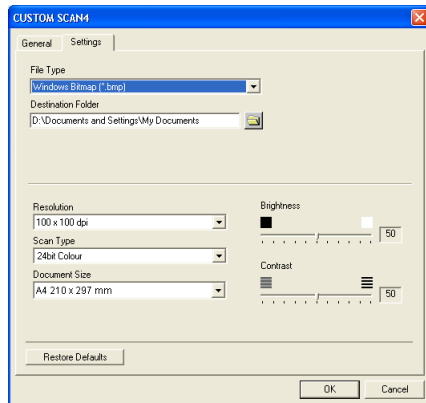 CUSTOM SCAN4
General Settings
File Type
Windows Bitmap (*.bmp)
Destination Folder
D:\Documents and Settings\My Documents
Resolution
100 x 100 dpi
Scan Type
24bit Colour
Document Size
A4 210 x 297 mm
Brightness
50
Contrast
50
Restore Defaults
OK Cancel